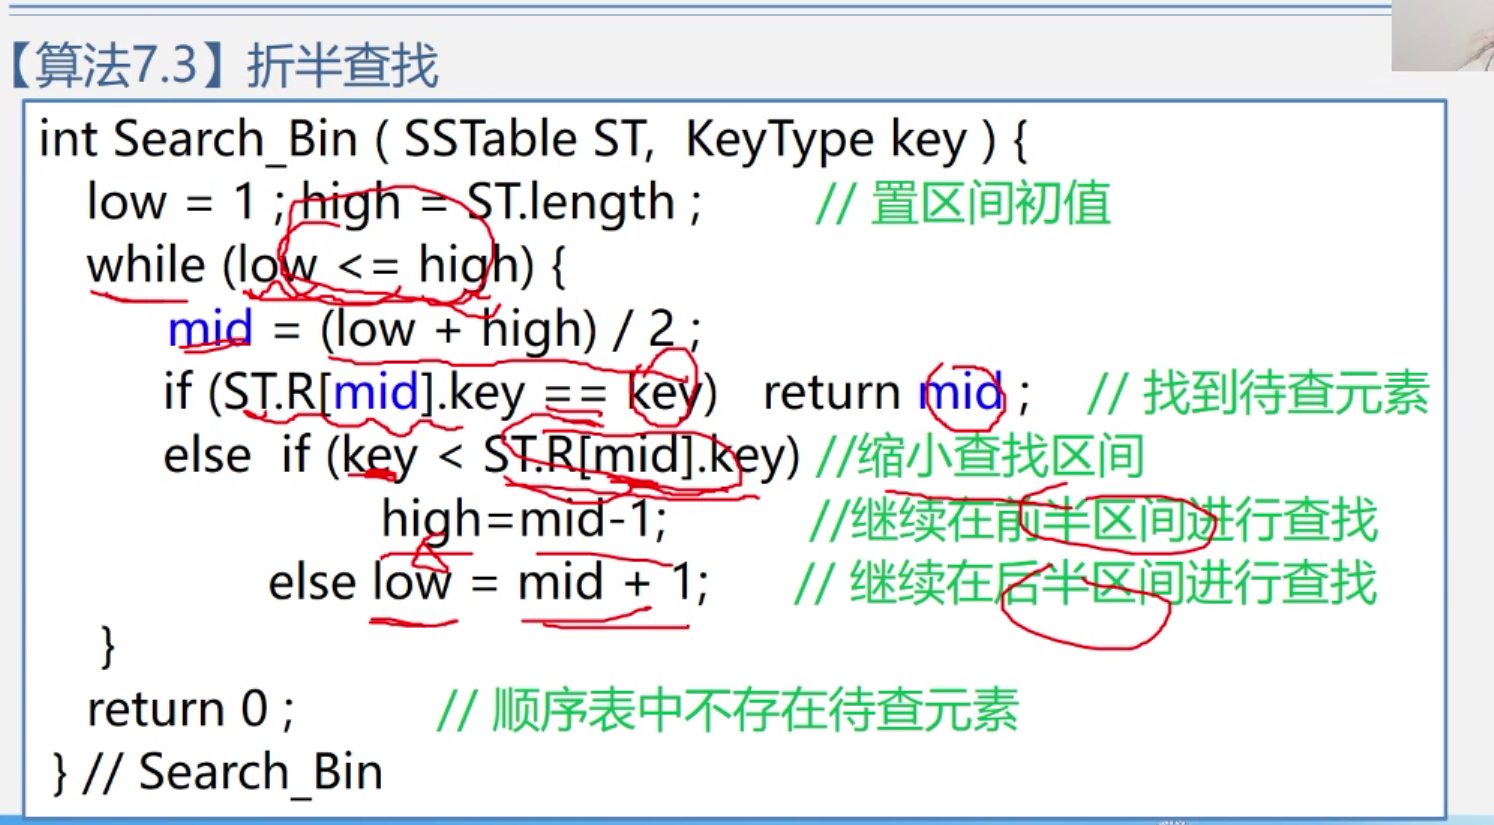 【算法7.3】折半查找
int Search_Bin ( SSTable ST, KeyType key ) {
low = 1 ; high = ST.length ; // 置区间初值
while (low <= high) {
mid = (low + high) / 2 ;
if (ST.R[mid].key == key) return mid ; // 找到待查元素
else if (key < ST.R[mid].key) //缩小查找区间
high=mid-1; //继续在前半区间进行查找
else low = mid + 1; // 继续在后半区间进行查找
}
return 0 ; // 顺序表中不存在待查元素
} // Search_Bin